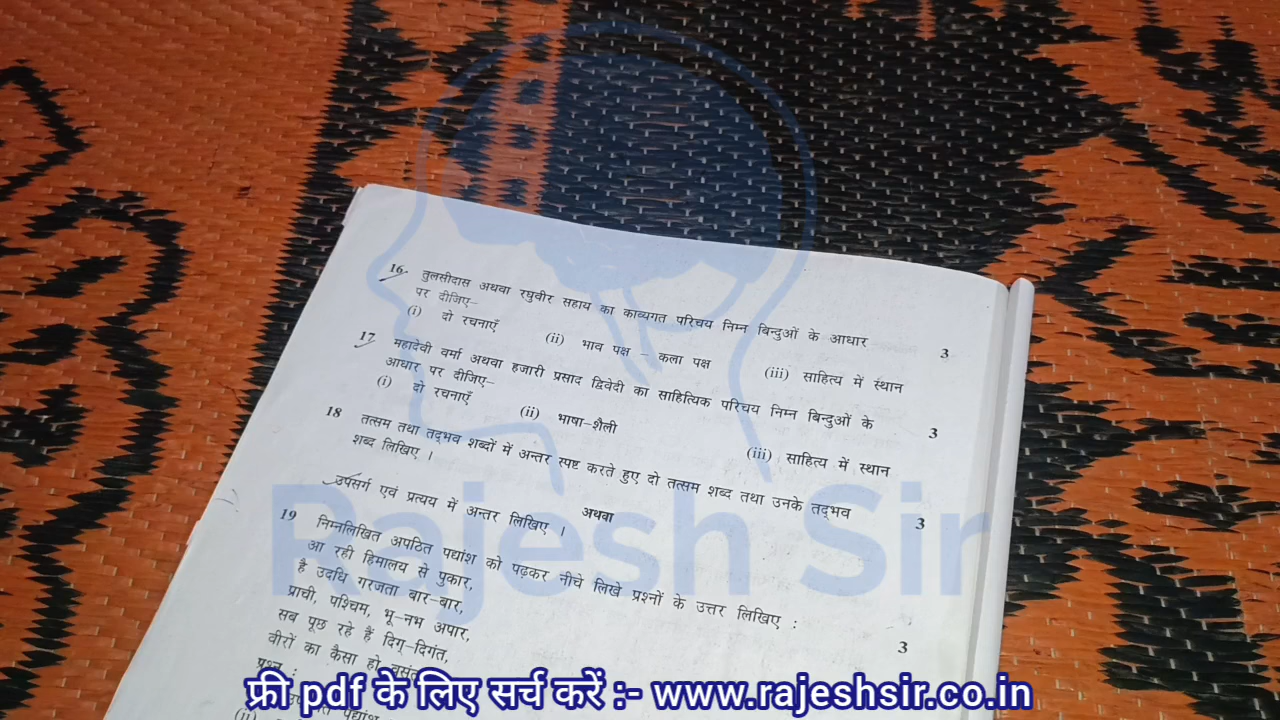 16 तुलसीदास अथवा रघुवीर सहाय का काव्यगत परिचय निम्न बिन्दुओं के आधार
पर दीजिए– 3
(i) दो रचनाएँ (ii) भाव पक्ष – कला पक्ष (iii) साहित्य में स्थान
17 महादेवी वर्मा अथवा हजारी प्रसाद द्विवेदी का साहित्यिक परिचय निम्न बिन्दुओं के
आधार पर दीजिए– 3
(i) दो रचनाएँ (ii) भाषा–शैली (iii) साहित्य में स्थान
18 तत्सम तथा तद्‌भव शब्दों में अन्तर स्पष्ट करते हुए दो तत्सम शब्द तथा उनके तद्‌भव
शब्द लिखिए । 3
अथवा
उपसर्ग एवं प्रत्यय में अन्तर लिखिए ।
19 निम्नलिखित अपठित पद्यांश को पढ़कर नीचे लिखे प्रश्नों के उत्तर लिखिए : 3
आ रही हिमालय से पुकार,
है उदधि गरजता बार–बार,
प्राची, पश्चिम, भू–नभ अपार,
सब पूछ रहे हैं दिग्–दिगंत,
वीरों का कैसा हो वसंत
प्रश्न :
पद्यांश
(ii)
Rajesh Sir
फ्री pdf के लिए सर्च करें :- www.rajeshsir.co.in